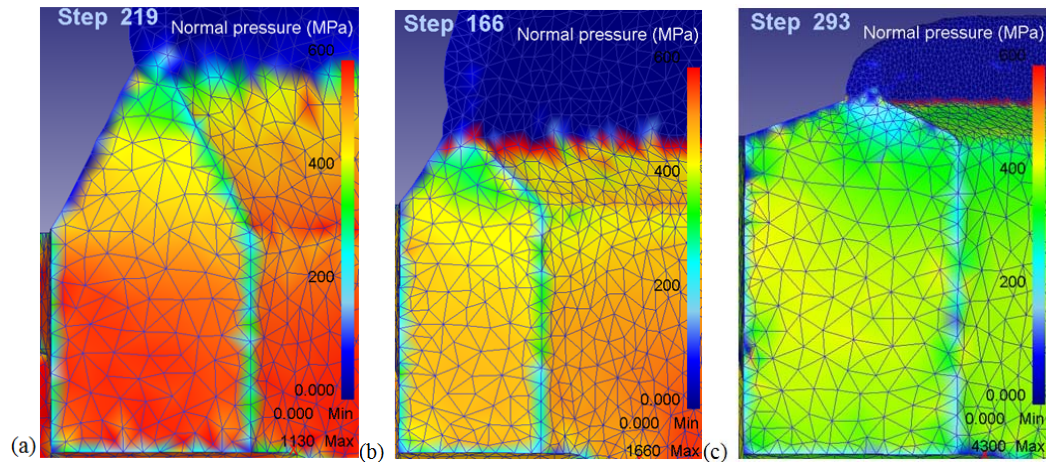 Step 219
Normal pressure (MPa)
600
400
200
0.000
0.000 Min
1130 Max
(a)
Step 166
Normal pressure (MPa)
600
400
200
0.000
0.000 Min
1660 Max
(b)
Step 293
Normal pressure (MPa)
600
400
200
0.000
0.000 Min
4300 Max
(c)